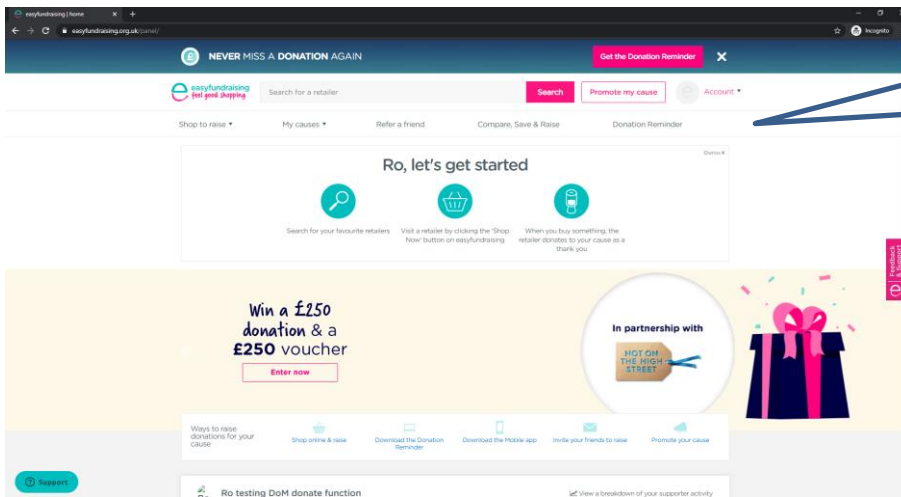 easyfundraising | home
easyfundraising.org.uk/panel/
Incognito
NEVER MISS A DONATION AGAIN
Get the Donation Reminder
easyfundraising
feel good shopping
Search for a retailer
Search
Promote my cause
Account
Shop to raise
My causes
Refer a friend
Compare, Save & Raise
Donation Reminder
Ro, let's get started
Search for your favourite retailers
Visit a retailer by clicking the 'Shop
Now' button on easyfundraising
When you buy something, the
retailer donates to your cause as a
thank you
Feedback
& Support
Win a £250
donation & a
£250 voucher
Enter now
In partnership with
NOT ON
THE HIGH
STREET
Ways to raise
donations for your
cause
Shop online & raise
Download the Donation
Reminder
Download the Mobile app
Invite your friends to raise
Promote your cause
Support
Ro testing DoM donate function
View a breakdown of your supporter activity